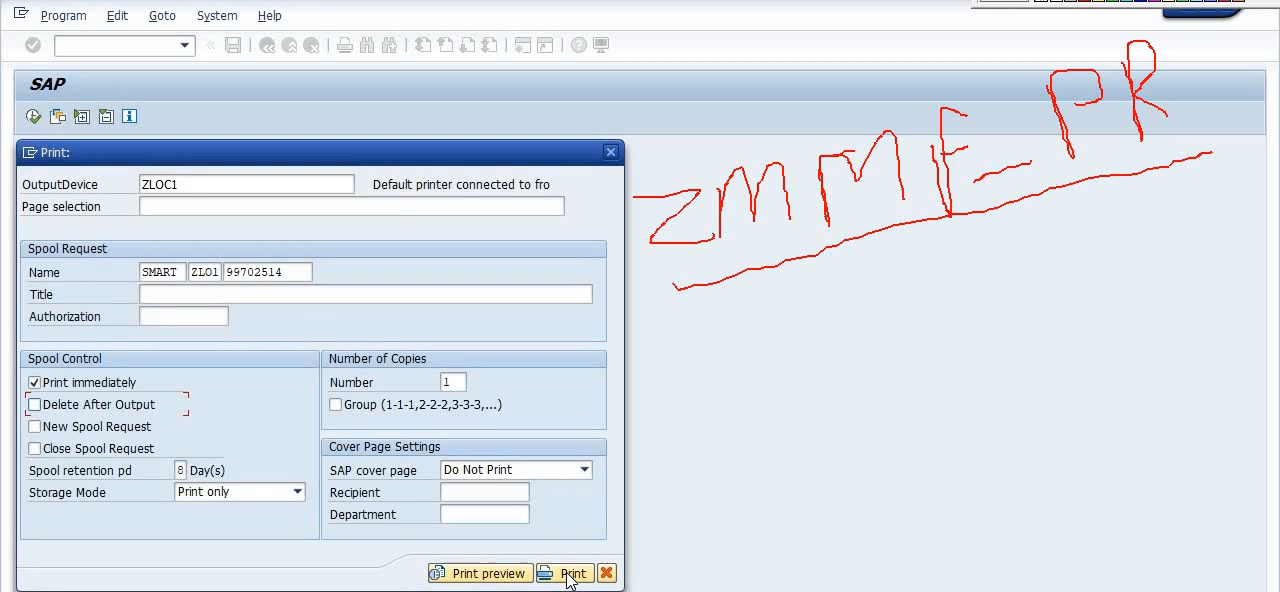 Program Edit Goto System Help
SAP
Print:
OutputDevice ZLOC1 Default printer connected to fro
Page selection
Spool Request
Name SMART ZLO1 99702514
Title
Authorization
Spool Control
Print immediately
Delete After Output
New Spool Request
Close Spool Request
Spool retention pd 8 Day(s)
Storage Mode Print only
Number of Copies
Number 1
Group (1-1-1,2-2-2,3-3-3,...)
Cover Page Settings
SAP cover page Do Not Print
Recipient
Department
Print preview Print
ZMME_PR